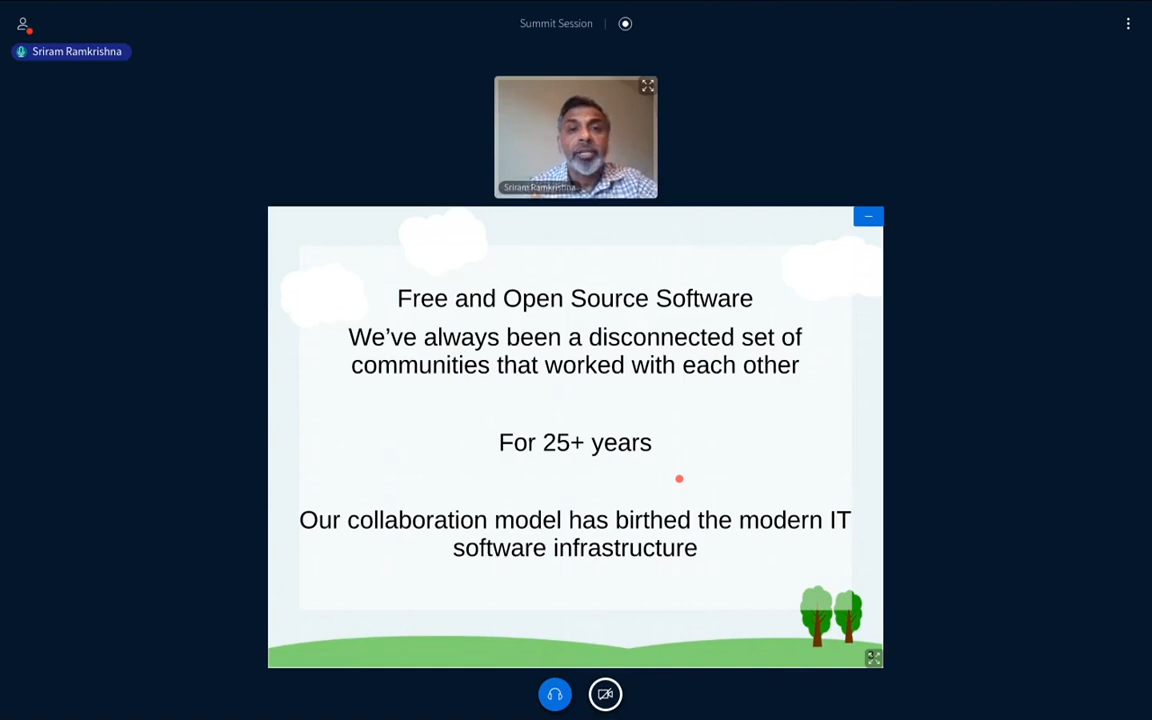 Summit Session
Sriram Ramkrishna
Sriram Ramkrishna
Free and Open Source Software
We’ve always been a disconnected set of
communities that worked with each other
For 25+ years
Our collaboration model has birthed the modern IT
software infrastructure